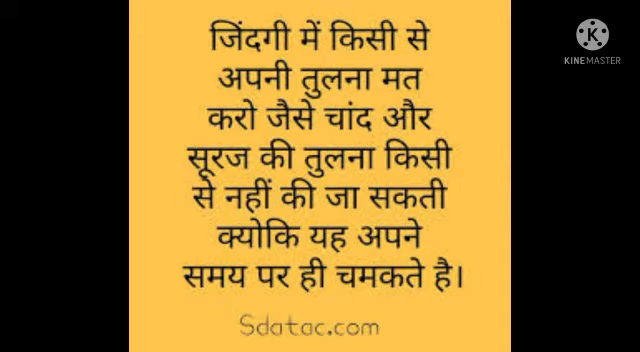 जिंदगी में किसी से
अपनी तुलना मत
करो जैसे चांद और
सूरज की तुलना किसी
से नहीं की जा सकती
क्योकि यह अपने
समय पर ही चमकते है।
Sdatac.com
K
KINEMASTER